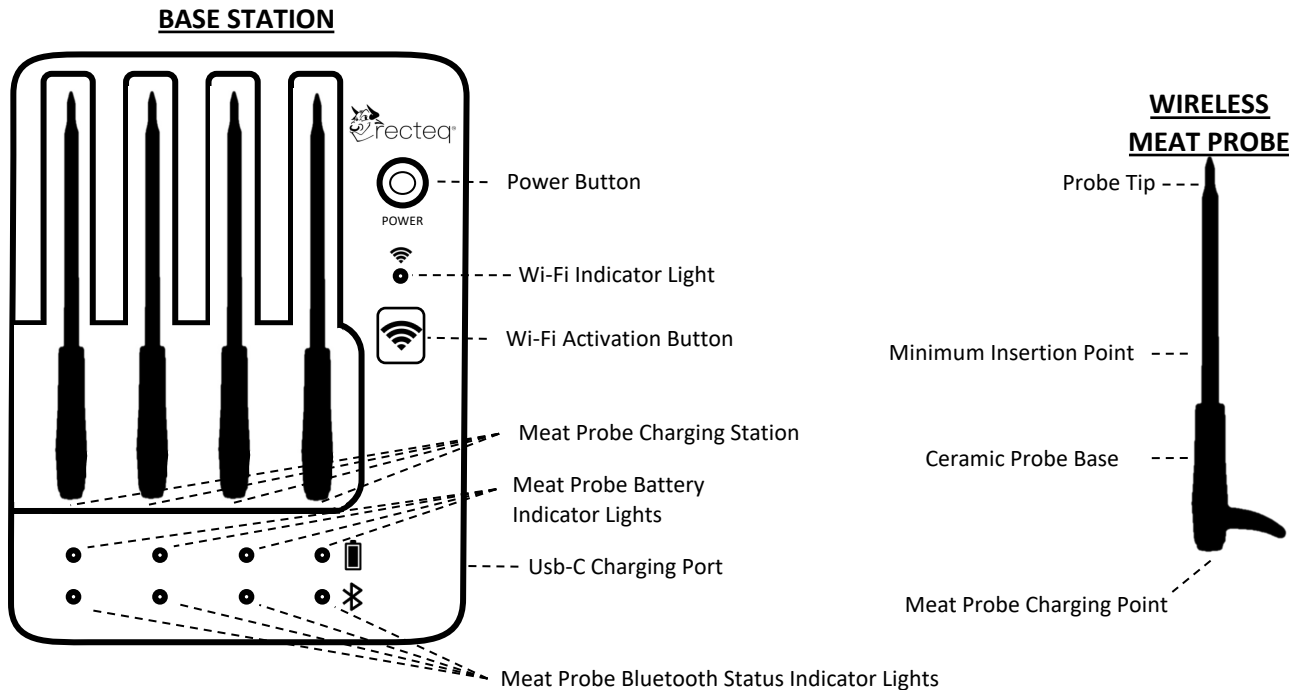 BASE STATION
recteq®
Power Button
POWER
Wi-Fi Indicator Light
Wi-Fi Activation Button
Meat Probe Charging Station
Meat Probe Battery
Indicator Lights
Usb-C Charging Port
Meat Probe Bluetooth Status Indicator Lights
WIRELESS
MEAT PROBE
Probe Tip
Minimum Insertion Point
Ceramic Probe Base
Meat Probe Charging Point